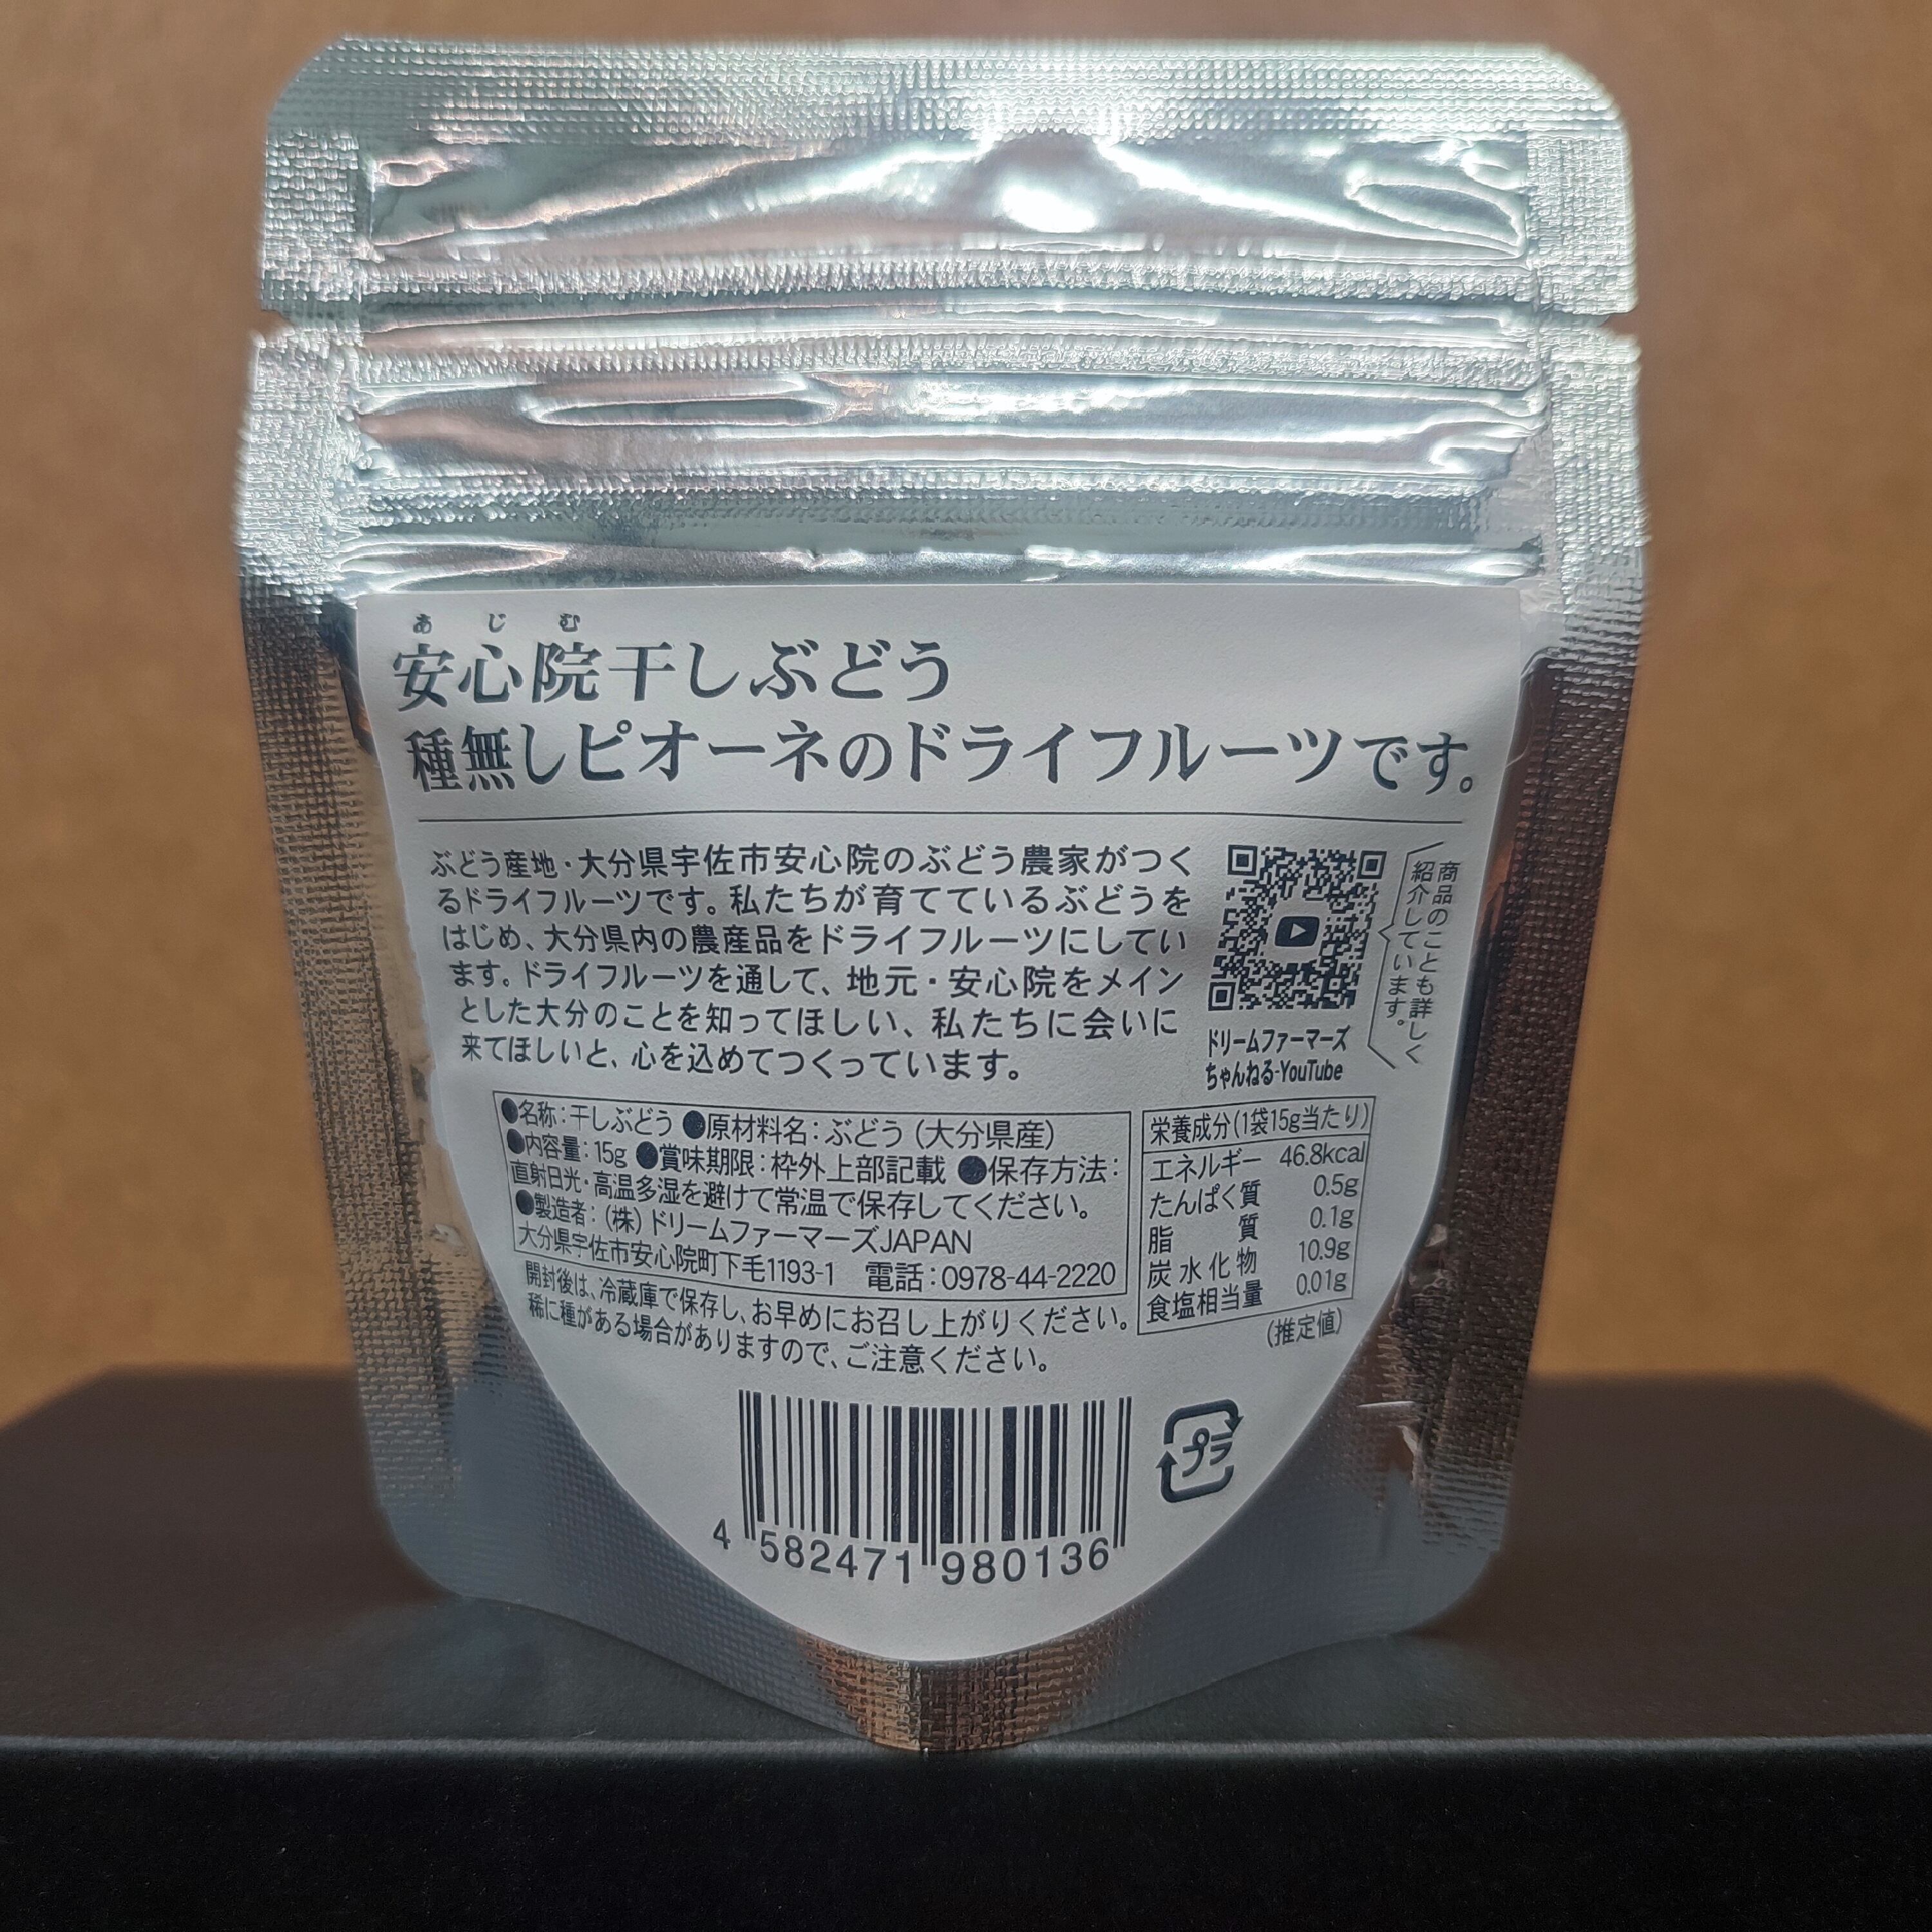 あじむ
安心院干しぶどう
種無しピオーネのドライフルーツです。
ぶどう産地・大分県宇佐市安心院のぶどう農家がつく
るドライフルーツです。私たちが育てているぶどうを
はじめ、大分県内の農産品をドライフルーツにしてい
ます。ドライフルーツを通して、地元・安心院をメイン
とした大分のことを知ってほしい、私たちに会いに
来てほしいと、心を込めてつくっています。
商品のことも詳しく
紹介しています。
ドリームファーマーズ
ちゃんねる-YouTube
●名称：干しぶどう ●原材料名：ぶどう（大分県産）
●内容量：15g ●賞味期限：枠外上部記載 ●保存方法：
直射日光・高温多湿を避けて常温で保存してください。
●製造者：（株）ドリームファーマーズJAPAN
大分県宇佐市安心院町下毛1193-1 電話：0978-44-2220
栄養成分（1袋15g当たり）
エネルギー 46.8kcal
たんぱく質 0.5g
脂質 0.1g
炭水化物 10.9g
食塩相当量 0.01g
（推定値）
開封後は、冷蔵庫で保存し、お早めにお召し上がりください。
稀に種がある場合がありますので、ご注意ください。
プラ
4 582471 980136